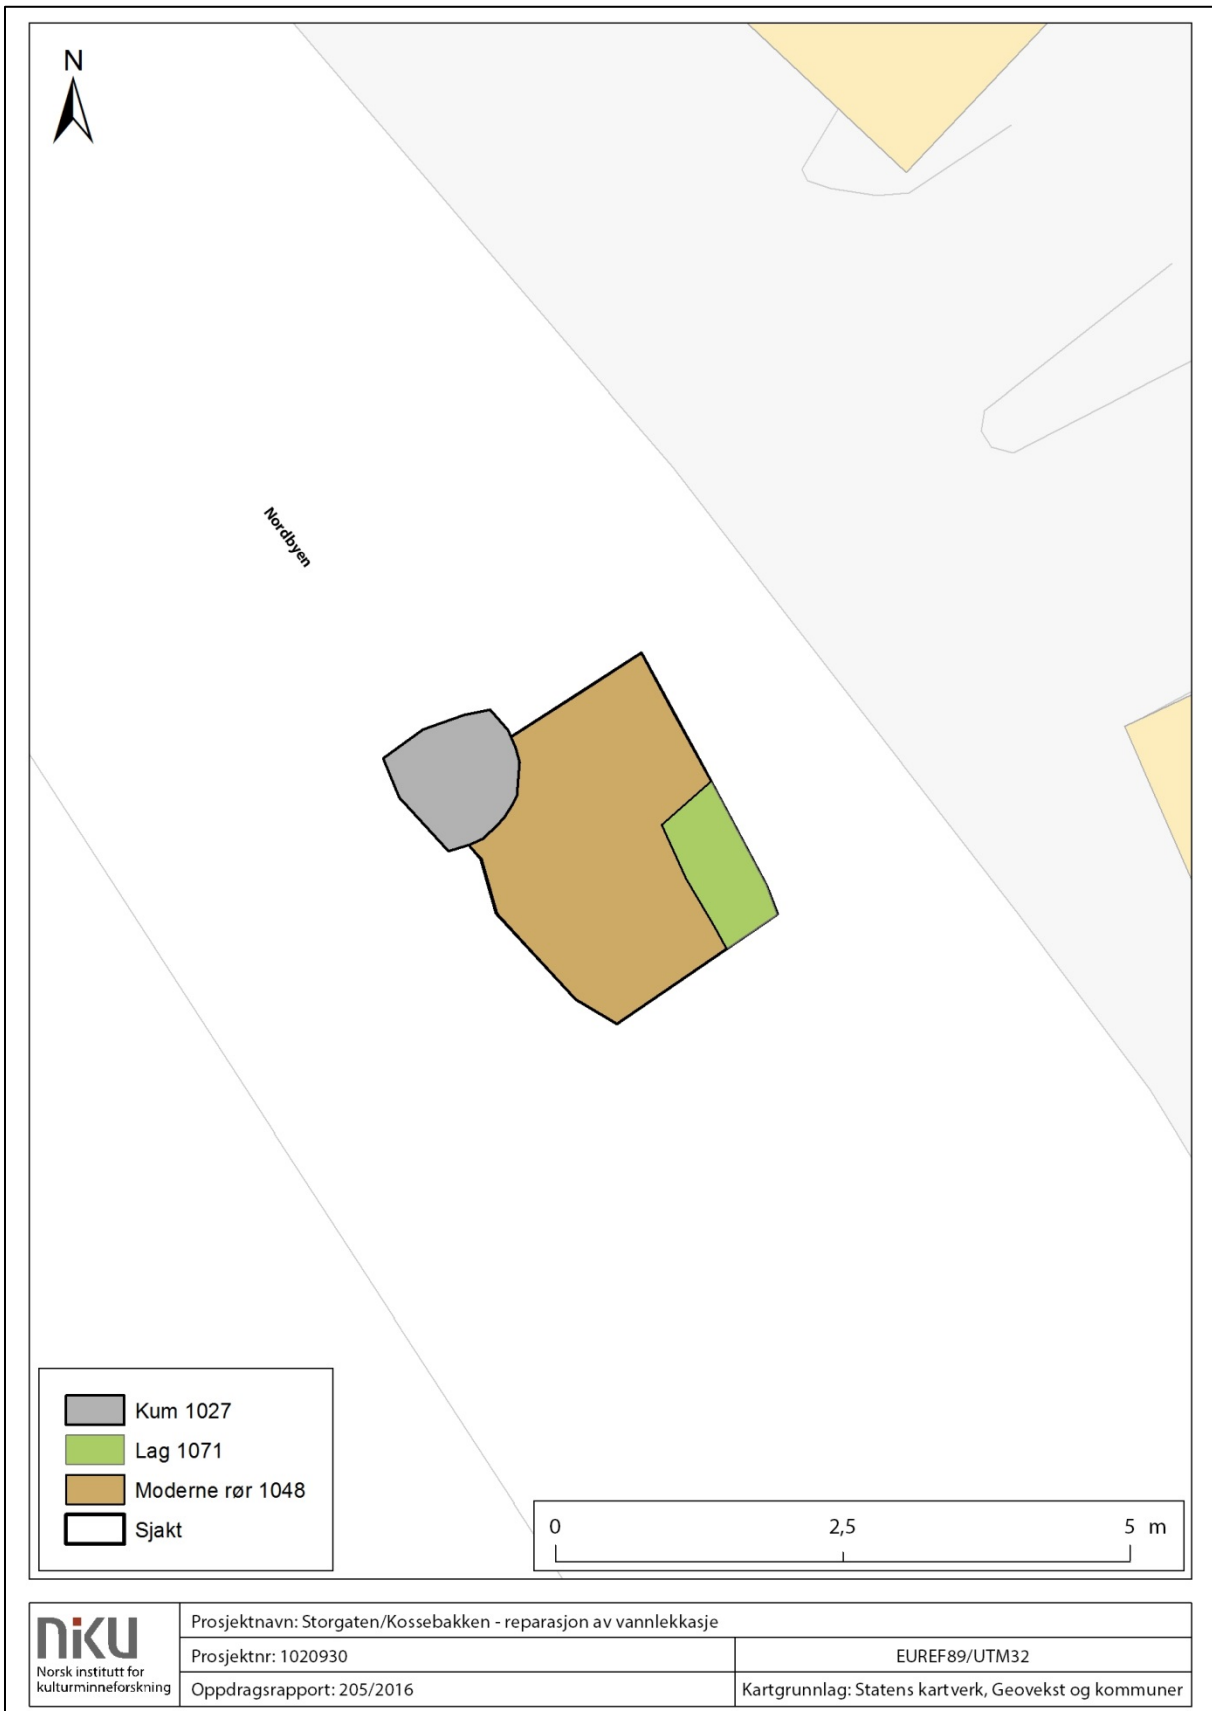 N
Nordbyen
Kum 1027
Lag 1071
Moderne rør 1048
Sjakt
0 2,5 5 m
niku
Norsk institutt for
kulturminneforskning
Prosjektnavn: Storgaten/Kossebakken - reparasjon av vannlekkasje
Prosjektnr: 1020930
EUREF89/UTM32
Oppdragsrapport: 205/2016
Kartgrunnlag: Statens kartverk, Geovekst og kommuner